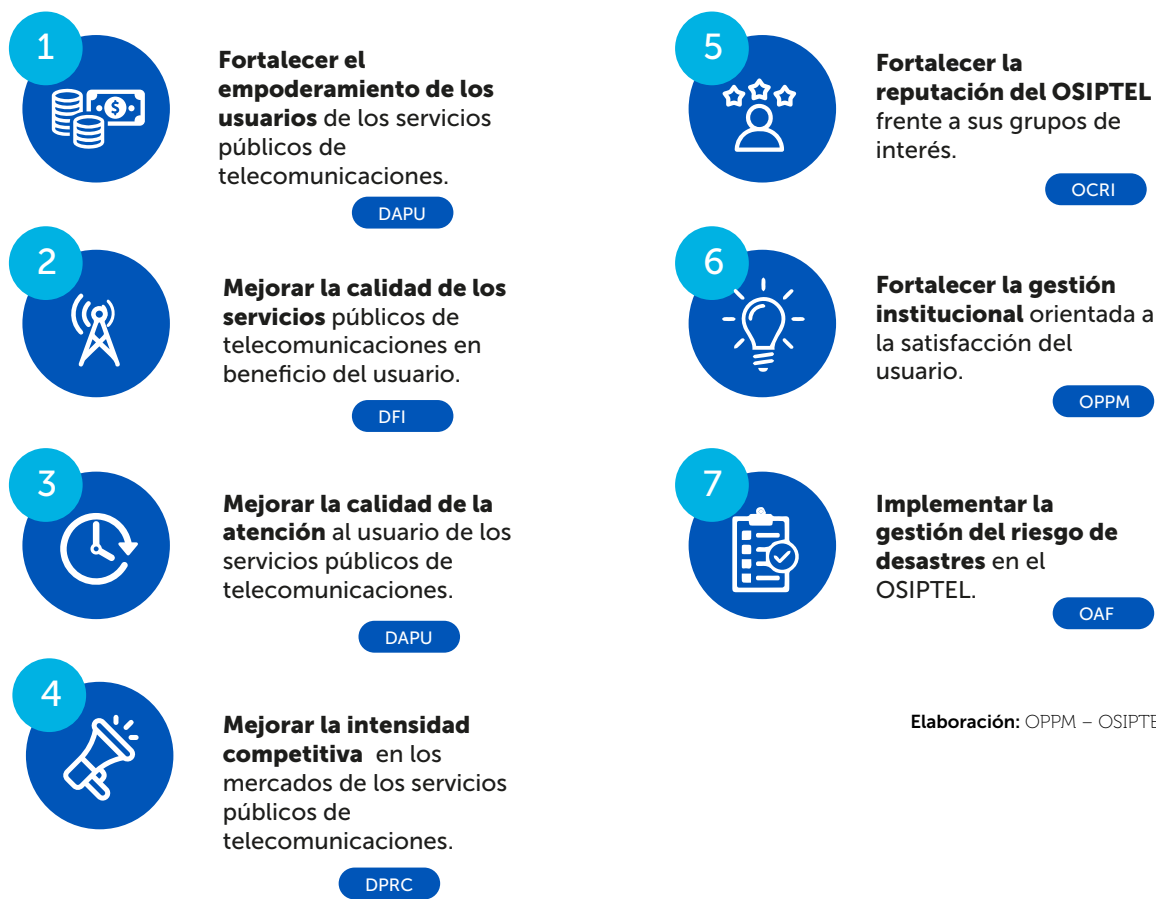 1
Fortalecer el
empoderamiento de los
usuarios de los servicios
públicos de
telecomunicaciones.
DAPU
2
Mejorar la calidad de los
servicios públicos de
telecomunicaciones en
beneficio del usuario.
DFI
3
Mejorar la calidad de la
atención al usuario de los
servicios públicos de
telecomunicaciones.
DAPU
4
Mejorar la intensidad
competitiva en los
mercados de los servicios
públicos de
telecomunicaciones.
DPRC
5
Fortalecer la
reputación del OSIPTEL
frente a sus grupos de
interés.
OCRI
6
Fortalecer la gestión
institucional orientada a
la satisfacción del
usuario.
OPPM
7
Implementar la
gestión del riesgo de
desastres en el
OSIPTEL.
OAF
Elaboración: OPPM – OSIPTE